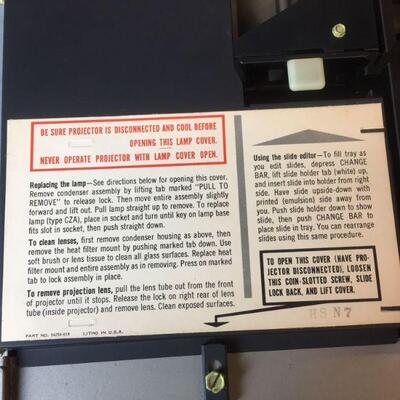 BE SURE PROJECTOR IS DISCONNECTED AND COOL BEFORE
OPENING THIS LAMP COVER.
NEVER OPERATE PROJECTOR WITH LAMP COVER OPEN.
Replacing the lamp—See directions below for opening this cover.
Remove condenser assembly by lifting tab marked "PULL TO
REMOVE" to release lock. Then move entire assembly slightly
forward and lift out. Pull lamp straight up to remove. To replace
lamp (type CZA), place in socket and turn until key on lamp base
fits slot in socket, then push straight down.
To clean lenses, first remove condenser housing as above, then
remove the heat filter mount by pushing marked tab down. Use
soft brush or lens tissue to clean all glass surfaces. Replace heat
filter mount and entire assembly as in removing. Press on marked
tab to lock assembly in place.
To remove projection lens, pull the lens tube out from the front
of projector until it stops. Release the lock on right rear of lens
tube (inside projector) and remove lens. Clean exposed surfaces.
PART NO.
LITHO IN U.S.A.
Using the slide editor—To fill tray as
you edit slides, depress CHANGE
BAR, lift slide tab (white) up,
and insert slide into holder from right
side. Have slide upside-down with
printed (emulsion) side away from
you. Push slide holder down to show
slide, then push CHANGE BAR to
place slide in tray. You can rearrange
slides using this same procedure.
TO OPEN THIS COVER (HAVE PRO-
JECTOR DISCONNECTED), LOOSEN
THIS COIN-SLOTTED SCREW, SLIDE
LOCK BACK, AND LIFT COVER.
HSN7